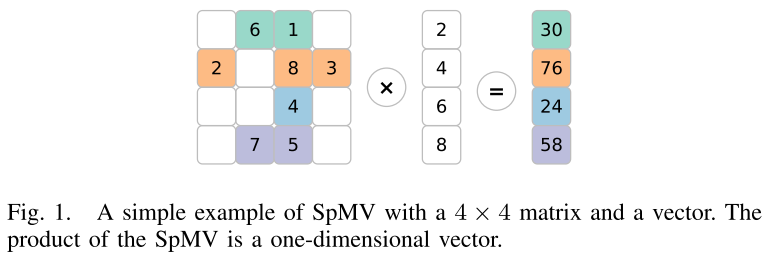 6 1 2 30
2 8 3 4 76
4 × 6 = 24
7 5 8 58
Fig. 1. A simple example of SpMV with a 4 × 4 matrix and a vector. The
product of the SpMV is a one-dimensional vector.